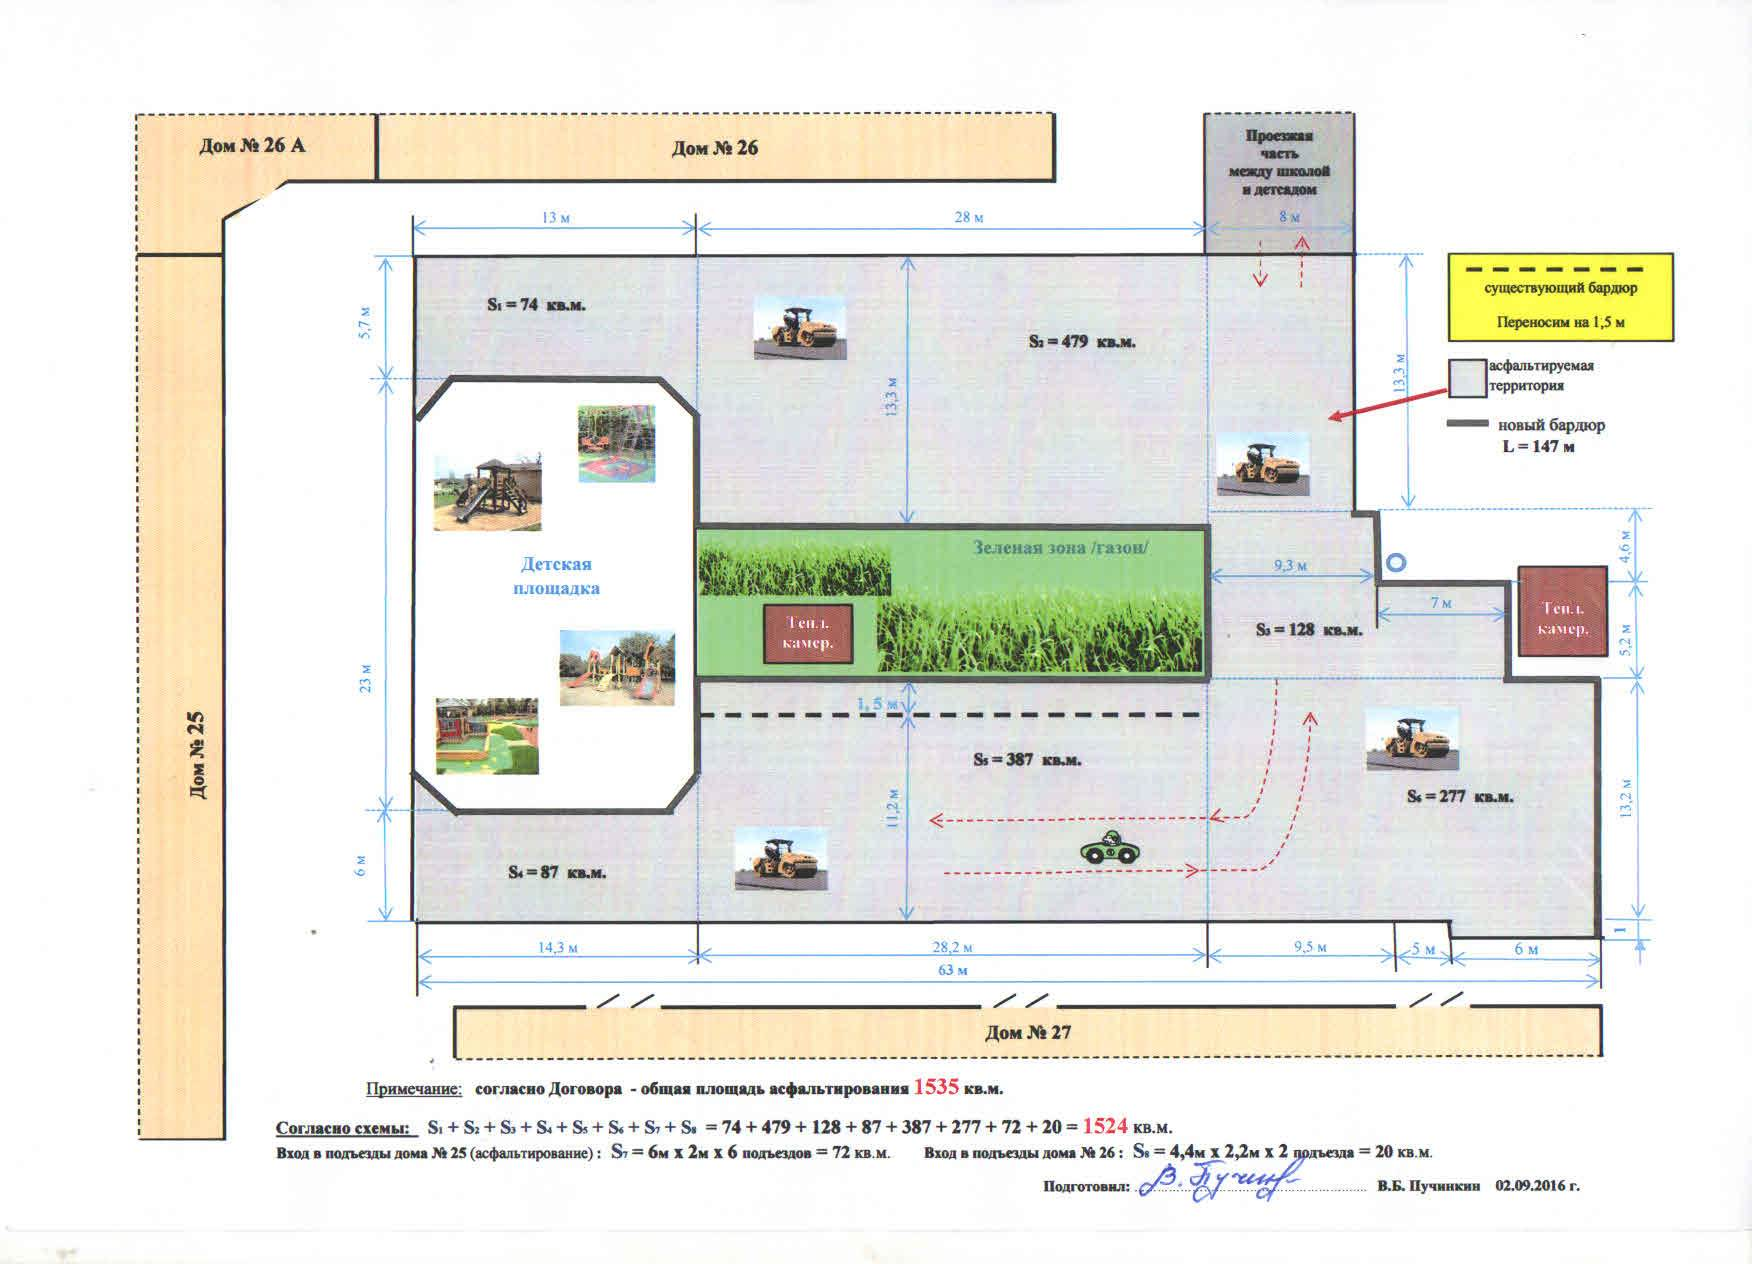 Дом № 26 А
Дом № 26
Проезжая
часть
между школой
и детсадом
13 м
28 м
8 м
существующий бардюр
Переносим на 1,5 м
5,7 м
S1 = 74 кв.м.
S2 = 479 кв.м.
13,3 м
13,3 м
асфальтируемая
территория
новый бардюр
L = 147 м
Детская
площадка
Зеленая зона /газон/
9,3 м
4,6 м
7 м
Тепл.
камер.
Тепл.
камер.
S3 = 128 кв.м.
5,2 м
23 м
1, 5 м
Дом № 25
S5 = 387 кв.м.
S6 = 277 кв.м.
11,2 м
13,2 м
6 м
S4 = 87 кв.м.
1
14,3 м
28,2 м
9,5 м
5 м
6 м
63 м
Дом № 27
Примечание: согласно Договора - общая площадь асфальтирования 1535 кв.м.
Согласно схемы: S1 + S2 + S3 + S4 + S5 + S6 + S7 + S8 = 74 + 479 + 128 + 87 + 387 + 277 + 72 + 20 = 1524 кв.м.
Вход в подъезды дома № 25 (асфальтирование) : S7 = 6м х 2м х 6 подъездов = 72 кв.м. Вход в подъезды дома № 26 : S8 = 4,4м х 2,2м х 2 подъезда = 20 кв.м.
Подготовил: В. Пучин В.Б. Пучинкин 02.09.2016 г.